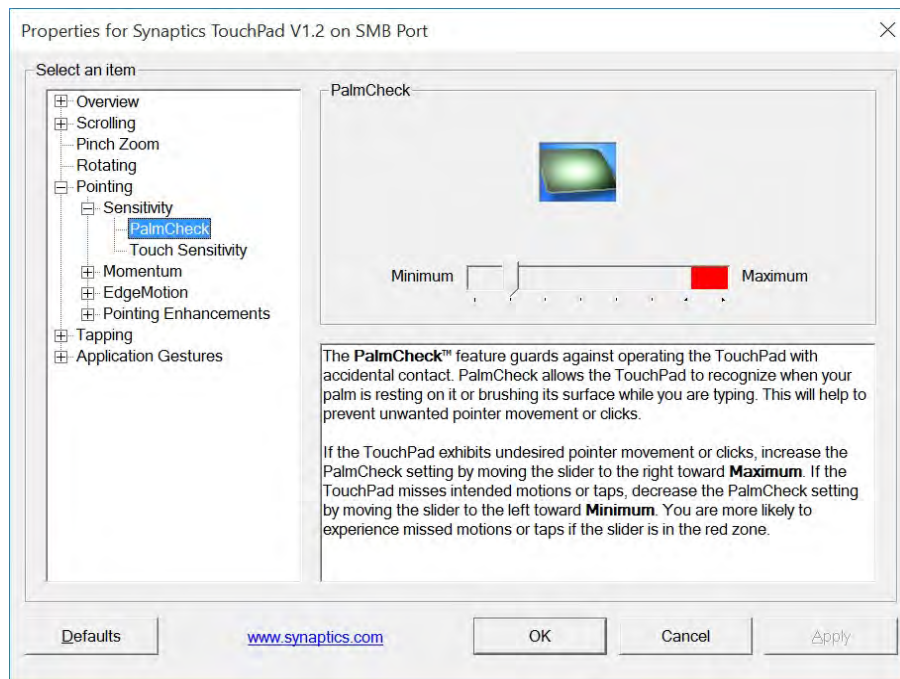 Properties for Synaptics TouchPad V1.2 on SMB Port
Select an item
Overview
Scrolling
Pinch Zoom
Rotating
Pointing
Sensitivity
PalmCheck
Touch Sensitivity
Momentum
EdgeMotion
Pointing Enhancements
Tapping
Application Gestures
PalmCheck
Minimum Maximum
The PalmCheck™ feature guards against operating the TouchPad with
accidental contact. PalmCheck allows the TouchPad to recognize when your
palm is resting on it or brushing its surface while you are typing. This will help to
prevent unwanted pointer movement or clicks.
If the TouchPad exhibits undesired pointer movement or clicks, increase the
PalmCheck setting by moving the slider to the right toward Maximum. If the
TouchPad misses intended motions or taps, decrease the PalmCheck setting
by moving the slider to the left toward Minimum. You are more likely to
experience missed motions or taps if the slider is in the red zone.
Defaults www.synaptics.com OK Cancel Apply